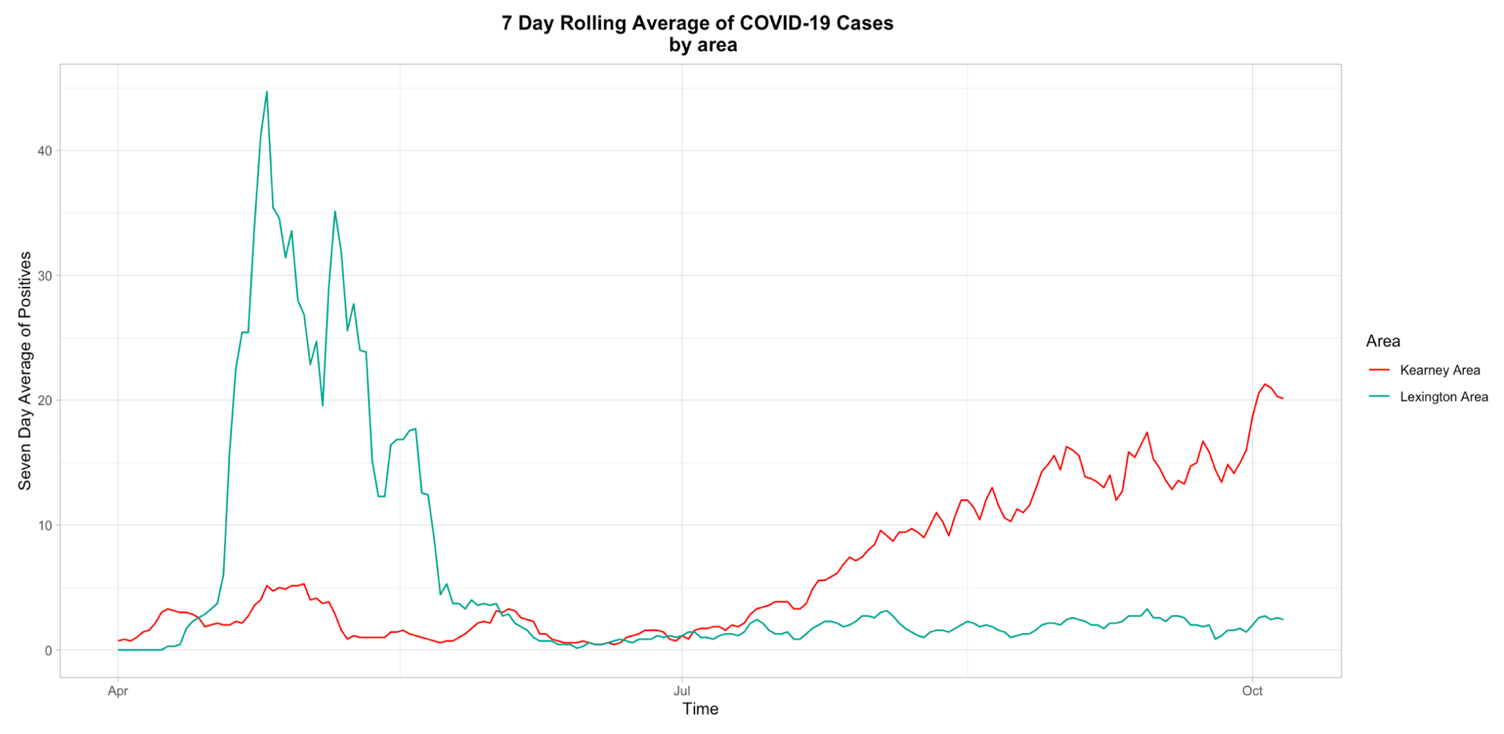 7 Day Rolling Average of COVID-19 Cases
by area
Seven Day Average of Positives
40
30
20
10
0
Apr
Jul
Oct
Time
Area
Kearney Area
Lexington Area